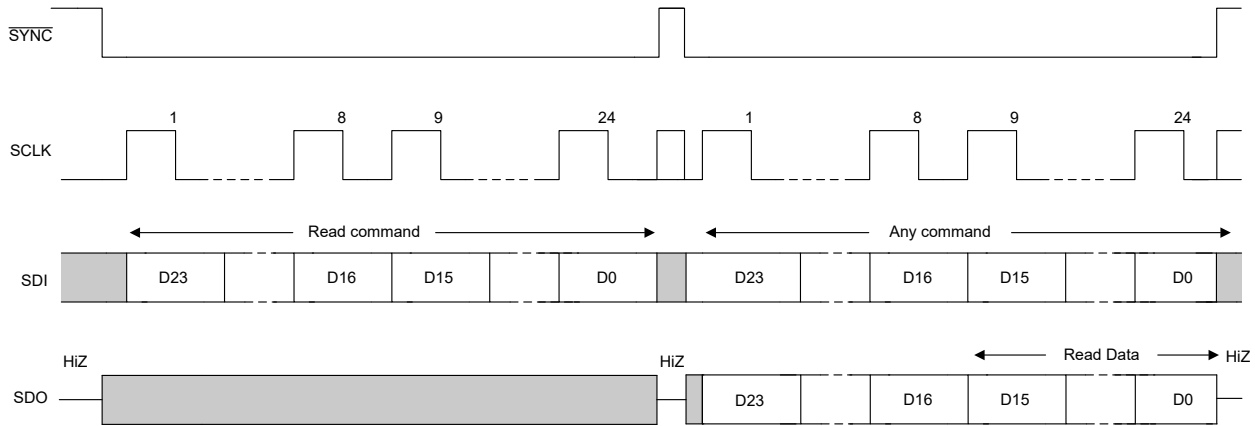 SYNC
1 8 9 24 1 8 9 24
SCLK
Read command Any command
SDI D23 D16 D15 D0 D23 D16 D15 D0
HiZ HiZ Read Data HiZ
SDO D23 D16 D15 D0